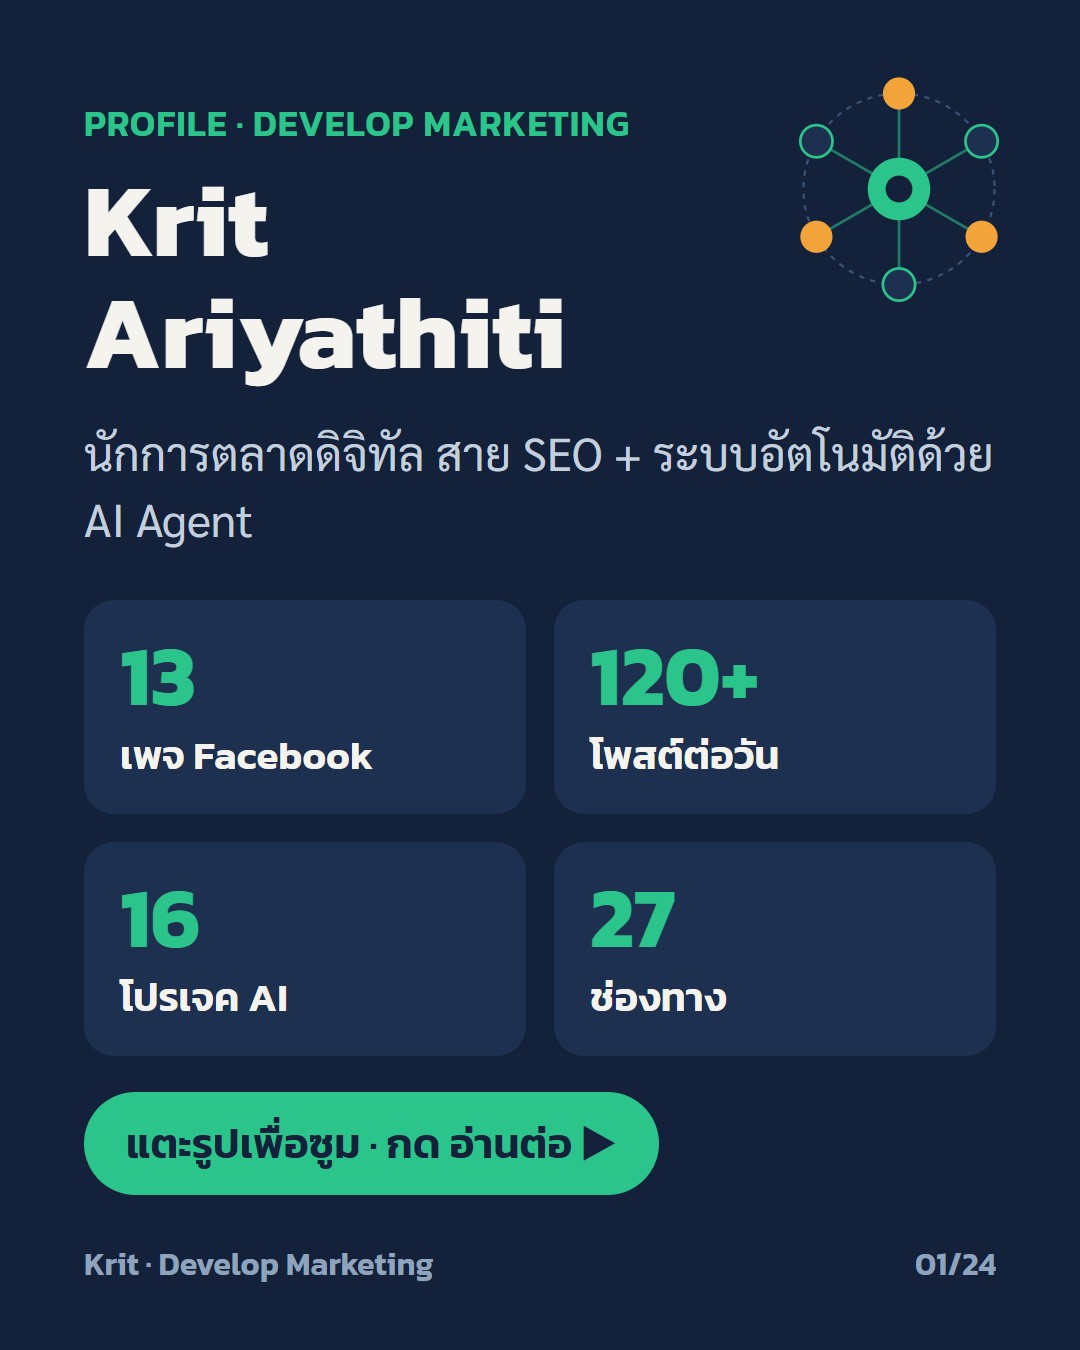 PROFILE · DEVELOP MARKETING
Krit
Ariyathiti
นักการตลาดดิจิทัล สาย SEO + ระบบอัตโนมัติด้วย
AI Agent
13
เพจ Facebook
120+
โพสต์ต่อวัน
16
โปรเจค AI
27
ช่องทาง
แตะรูปเพื่อซูม · กด อ่านต่อ ▶
Krit · Develop Marketing
01/24